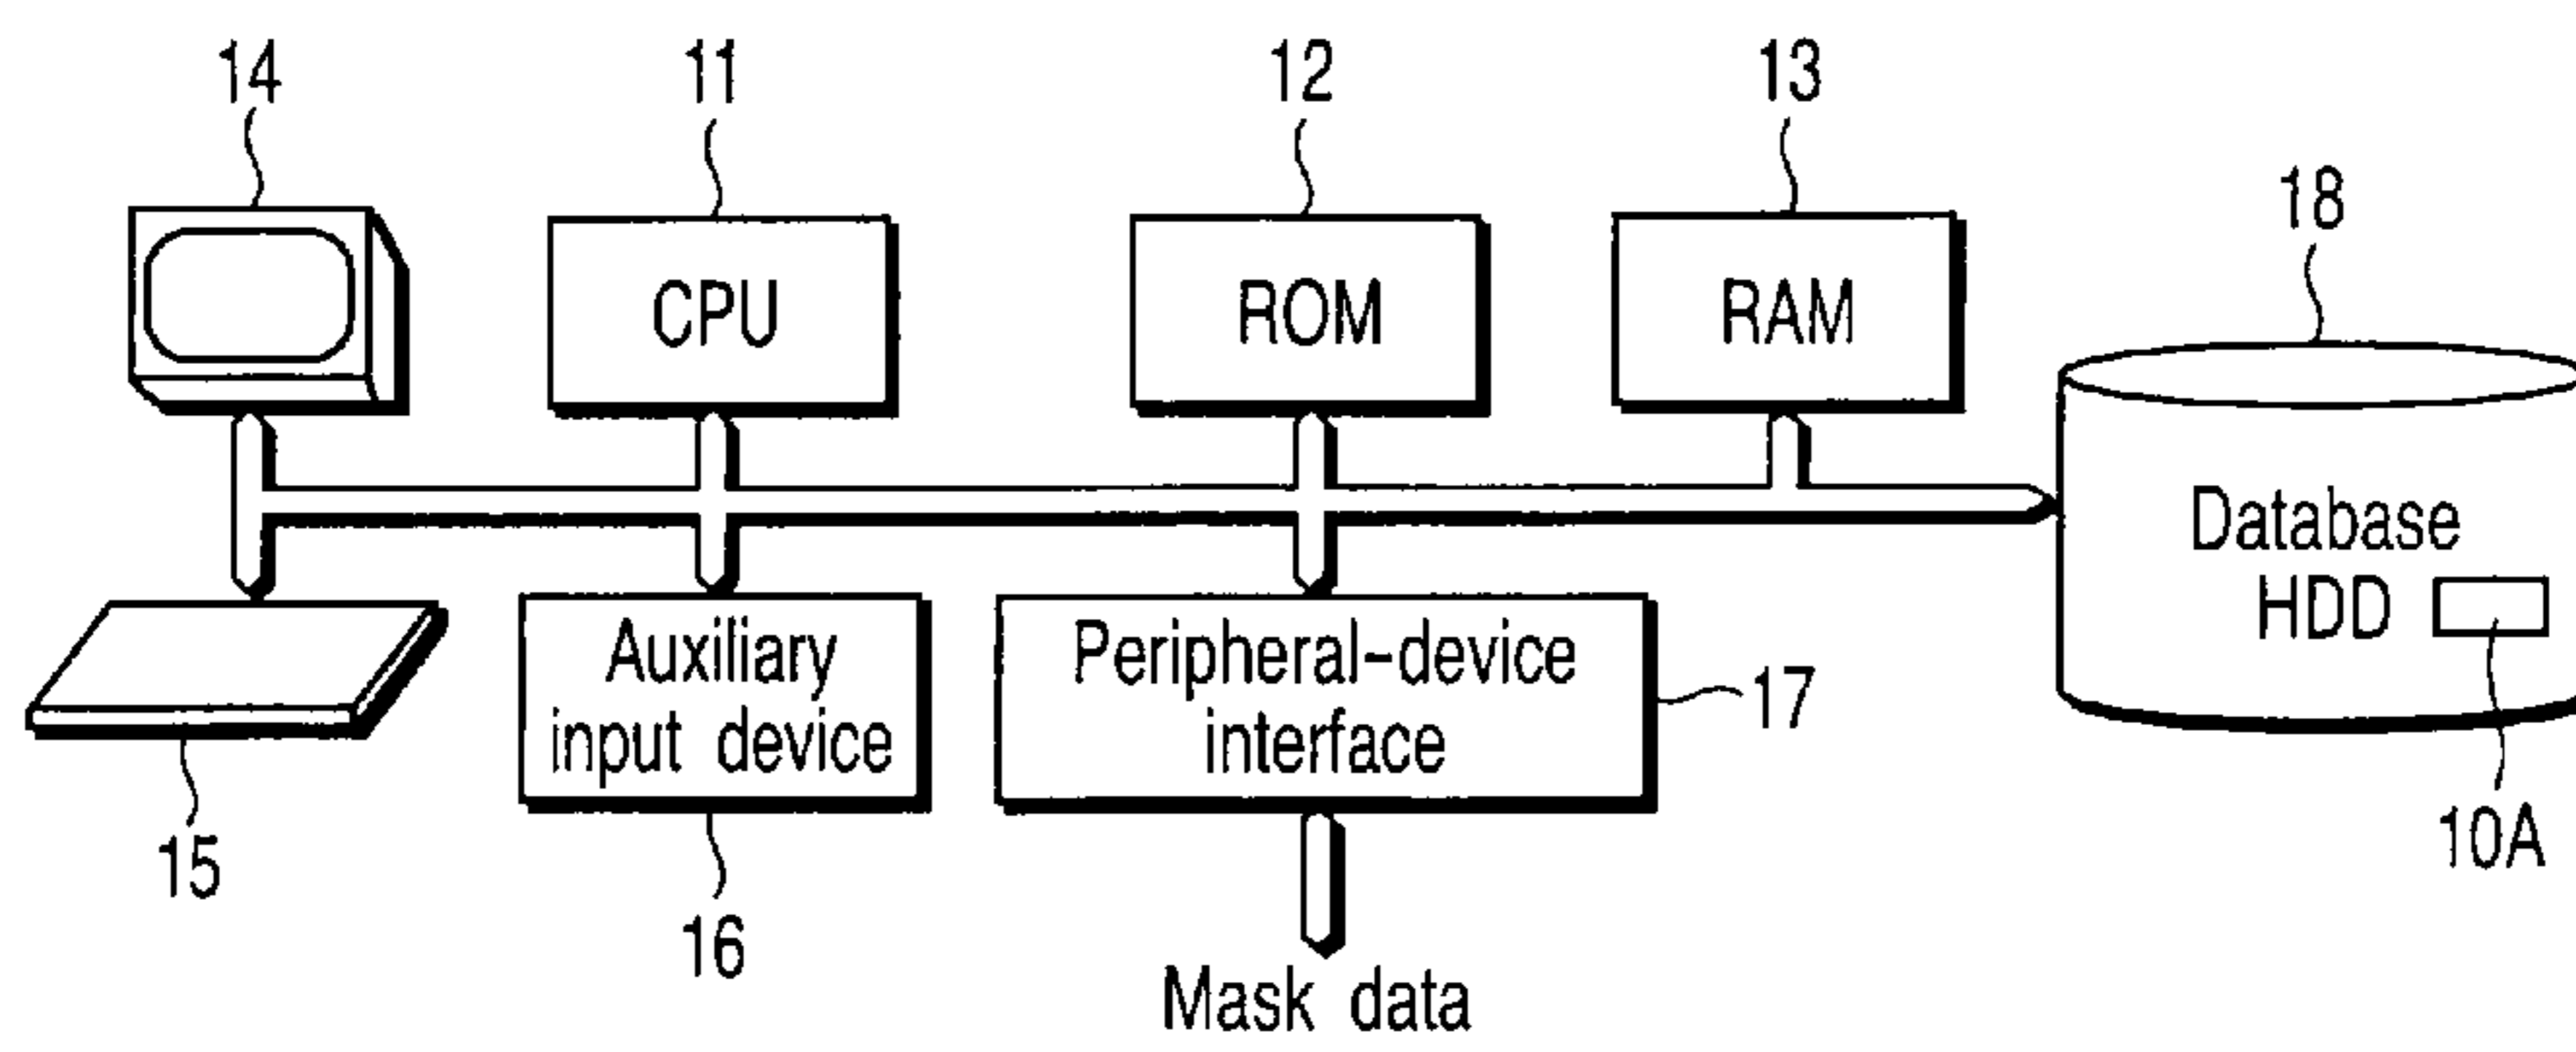 14
11
12
13
18
CPU
ROM
RAM
Database
HDD
Auxiliary
input device
Peripheral-device
interface
17
15
16
10A
Mask data